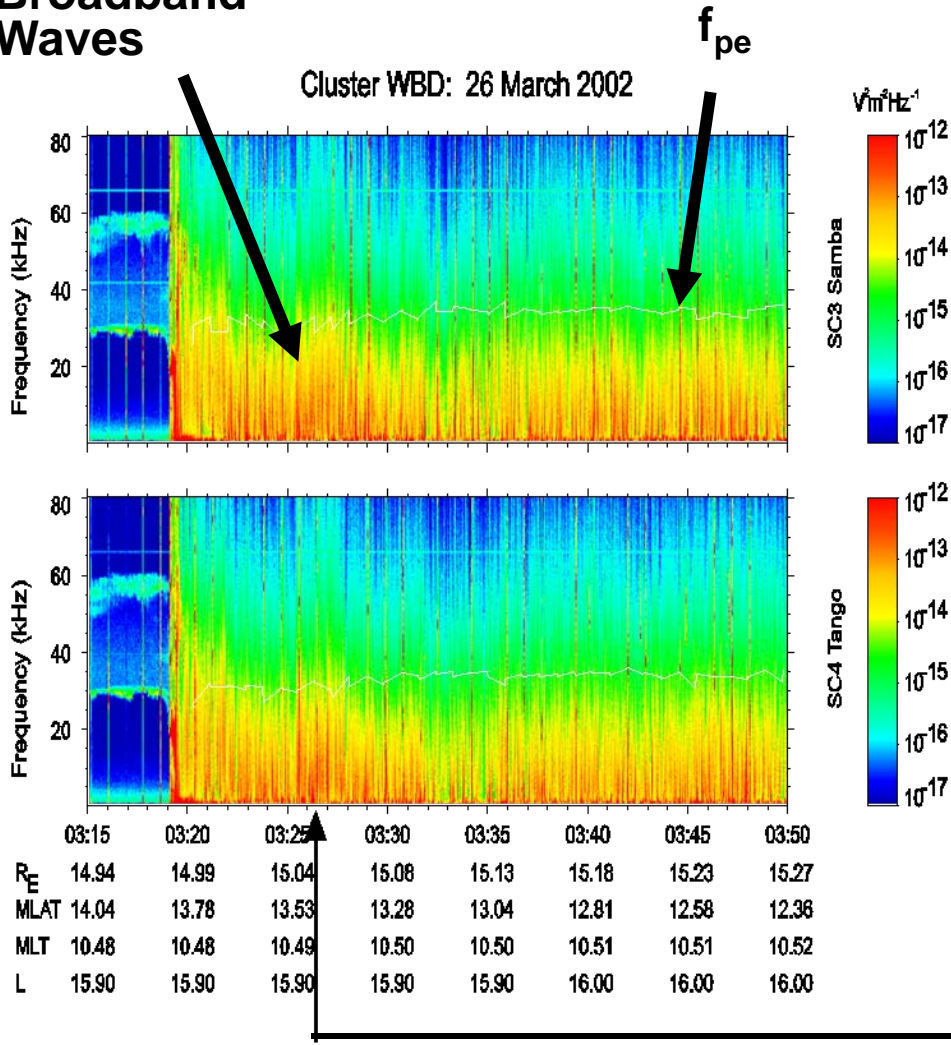 Broadband
Waves
f_pe
Cluster WBD: 26 March 2002
V²m⁻²Hz⁻¹
80
60
40
20
Frequency (kHz)
SC3 Samba
10⁻¹²
10⁻¹³
10⁻¹⁴
10⁻¹⁵
10⁻¹⁶
10⁻¹⁷
80
60
40
20
Frequency (kHz)
SC4 Tango
10⁻¹²
10⁻¹³
10⁻¹⁴
10⁻¹⁵
10⁻¹⁶
10⁻¹⁷
03:15 03:20 03:25 03:30 03:35 03:40 03:45 03:50
R_E 14.94 14.99 15.04 15.08 15.13 15.18 15.23 15.27
MLAT 14.04 13.78 13.53 13.28 13.04 12.81 12.58 12.36
MLT 10.48 10.48 10.49 10.50 10.50 10.51 10.51 10.52
L 15.90 15.90 15.90 15.90 15.90 16.00 16.00 16.00